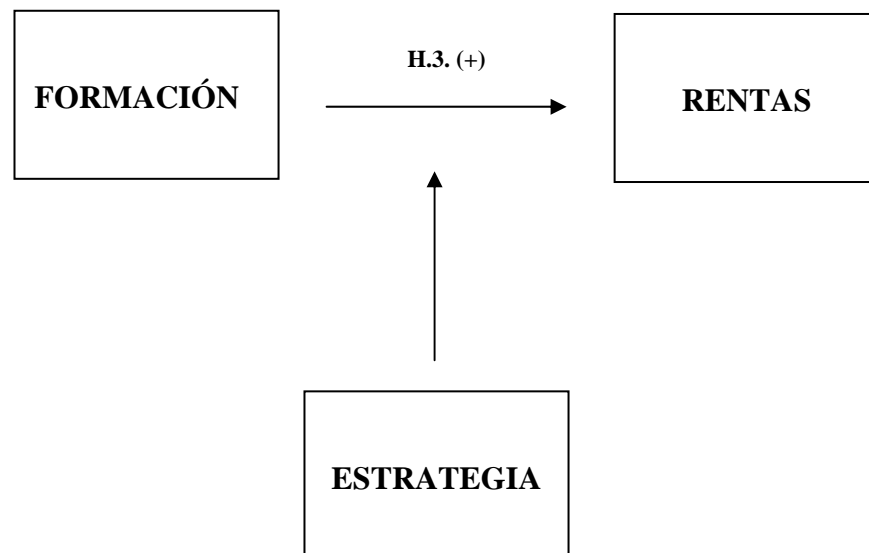 H.3. (+)
FORMACIÓN
RENTAS
ESTRATEGIA